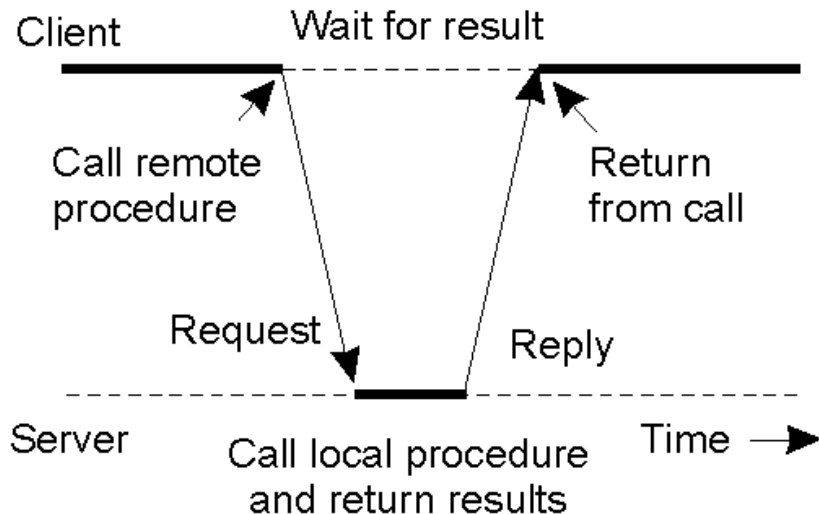 Client
Wait for result
Call remote
procedure
Return
from call
Request
Reply
Server
Call local procedure
and return results
Time